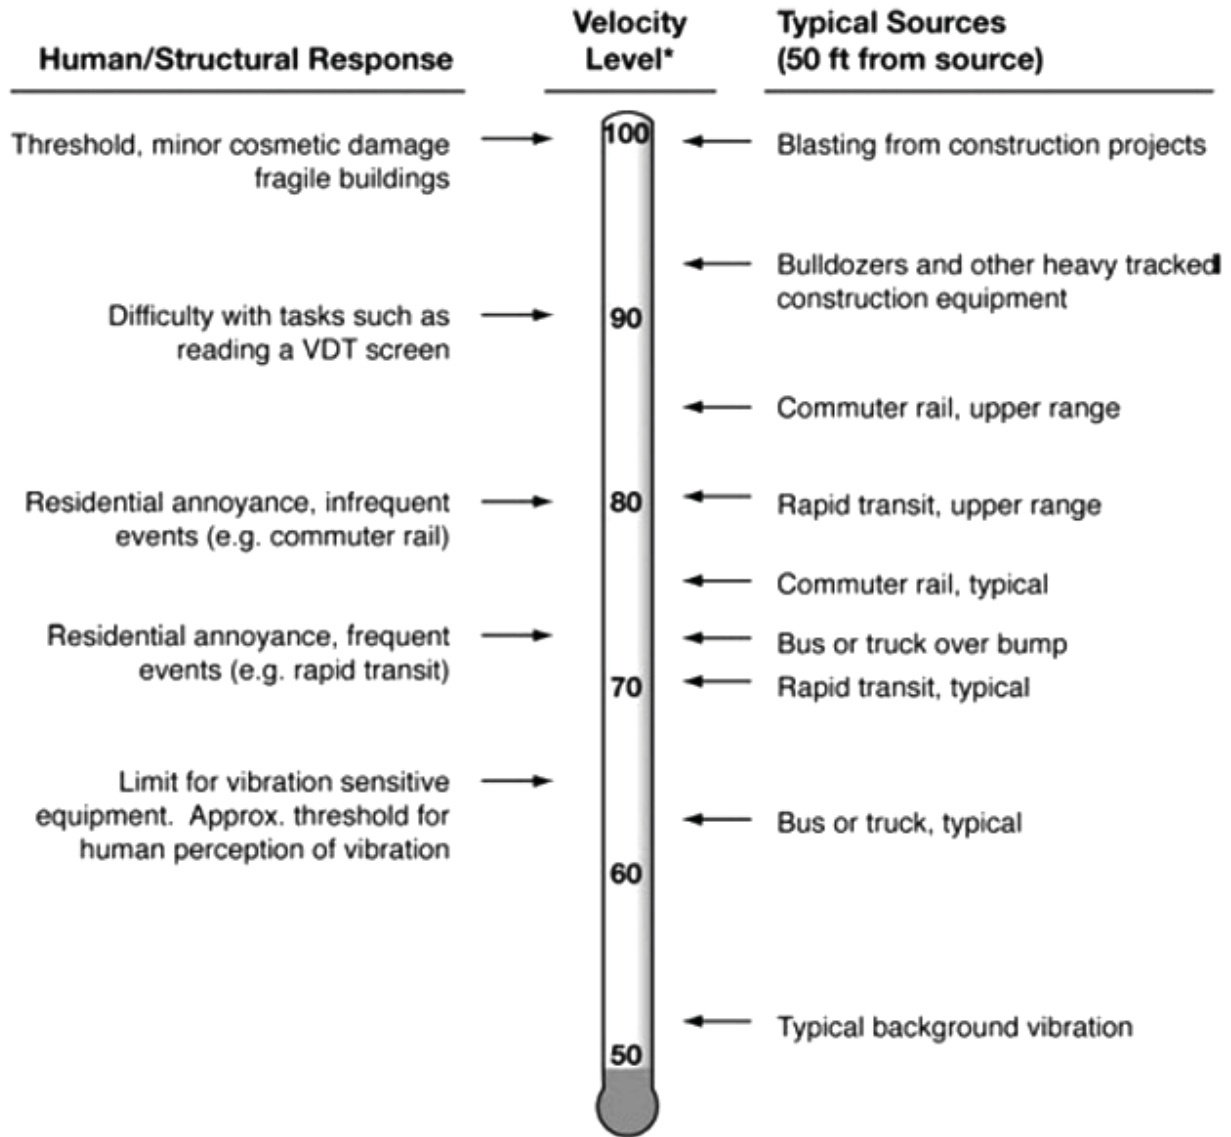 Human/Structural Response
Velocity
Level*
Typical Sources
(50 ft from source)
Threshold, minor cosmetic damage
fragile buildings
100
Blasting from construction projects
Bulldozers and other heavy tracked
construction equipment
Difficulty with tasks such as
reading a VDT screen
90
Commuter rail, upper range
Residential annoyance, infrequent
events (e.g. commuter rail)
80
Rapid transit, upper range
Commuter rail, typical
Residential annoyance, frequent
events (e.g. rapid transit)
Bus or truck over bump
70
Rapid transit, typical
Limit for vibration sensitive
equipment. Approx. threshold for
human perception of vibration
Bus or truck, typical
60
Typical background vibration
50